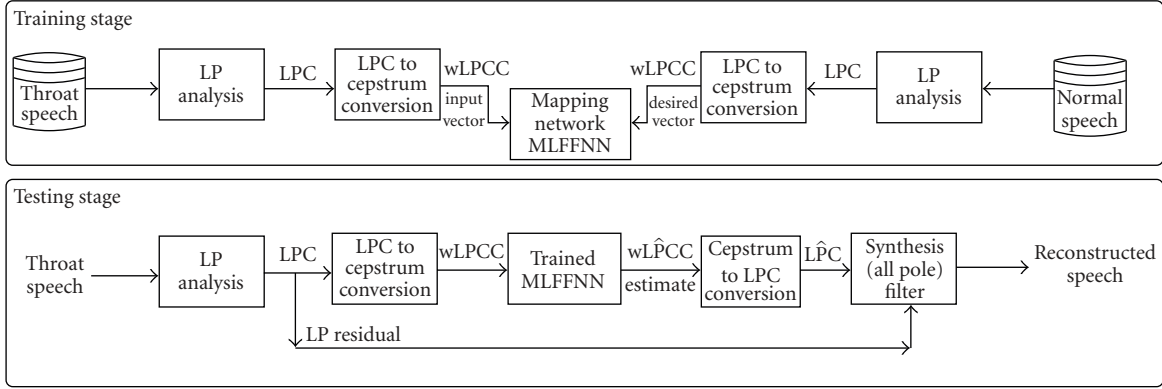 Training stage
Throat
speech
LP
analysis
LPC
LPC to
cepstrum
conversion
wLPCC
input
vector
Mapping
network
MLFFNN
wLPCC
desired
vector
LPC to
cepstrum
conversion
LPC
LP
analysis
Normal
speech
Testing stage
Throat
speech
LP
analysis
LPC
LPC to
cepstrum
conversion
wLPCC
Trained
MLFFNN
wLP̂CC
estimate
Cepstrum
to LPC
conversion
LP̂C
Synthesis
(all pole)
filter
Reconstructed
speech
LP residual